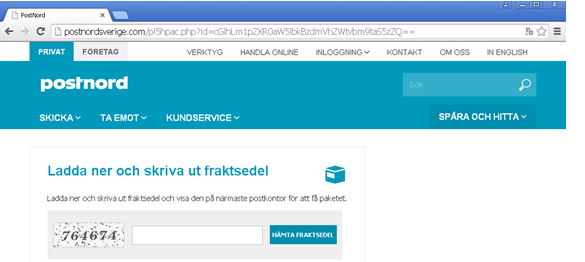 PostNord
postnordsverige.com/pl5hpac.php?id=cGlhLm1pZXR0aW5lbkBzdmVhZWtvbm9taS5zZQ==
PRIVAT FÖRETAG VERKTYG HANDLA ONLINE INLOGGNING KONTAKT OM OSS IN ENGLISH
postnord Sök
SKICKA TA EMOT KUNDSERVICE SPÅRA OCH HITTA
Ladda ner och skriva ut fraktsedel
Ladda ner och skriva ut fraktsedel och visa den på närmaste postkontor för att få paketet.
764674 HÄMTA FRAKTSEDEL